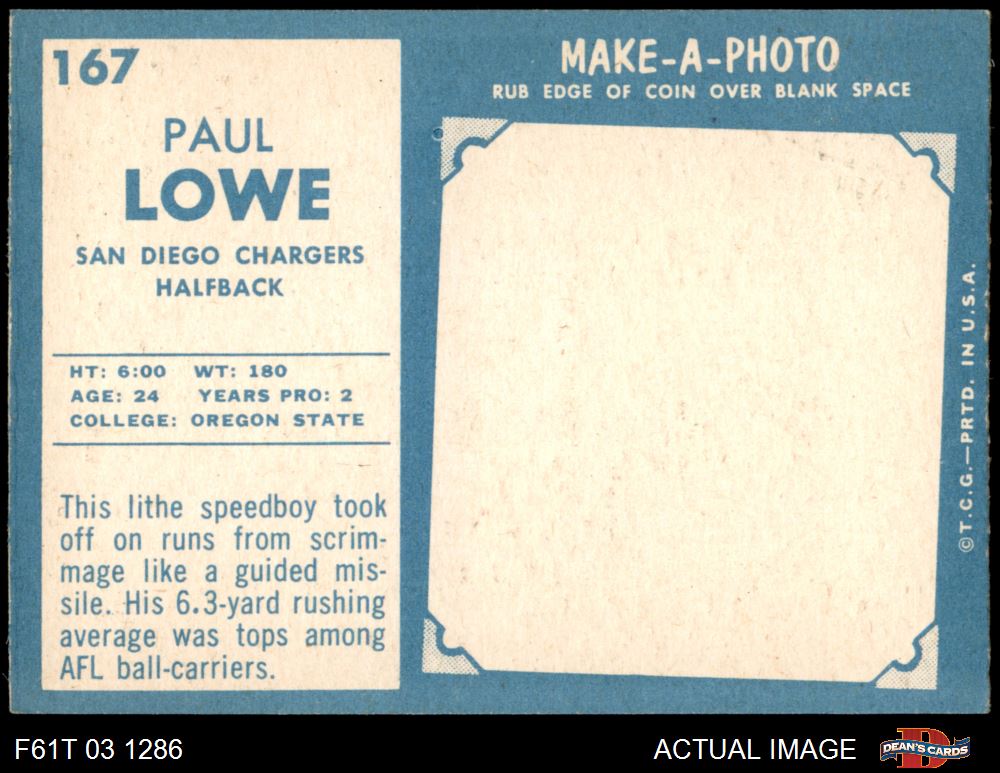 167
PAUL
LOWE
SAN DIEGO CHARGERS
HALFBACK
HT: 6:00 WT: 180
AGE: 24 YEARS PRO: 2
COLLEGE: OREGON STATE
This lithe speedboy took
off on runs from scrim-
mage like a guided mis-
sile. His 6.3-yard rushing
average was tops among
AFL ball-carriers.
MAKE-A-PHOTO
RUB EDGE OF COIN OVER BLANK SPACE
©T.C.G.—PRTD. IN U.S.A.
F61T 03 1286
ACTUAL IMAGE
D
DEAN'S CARDS